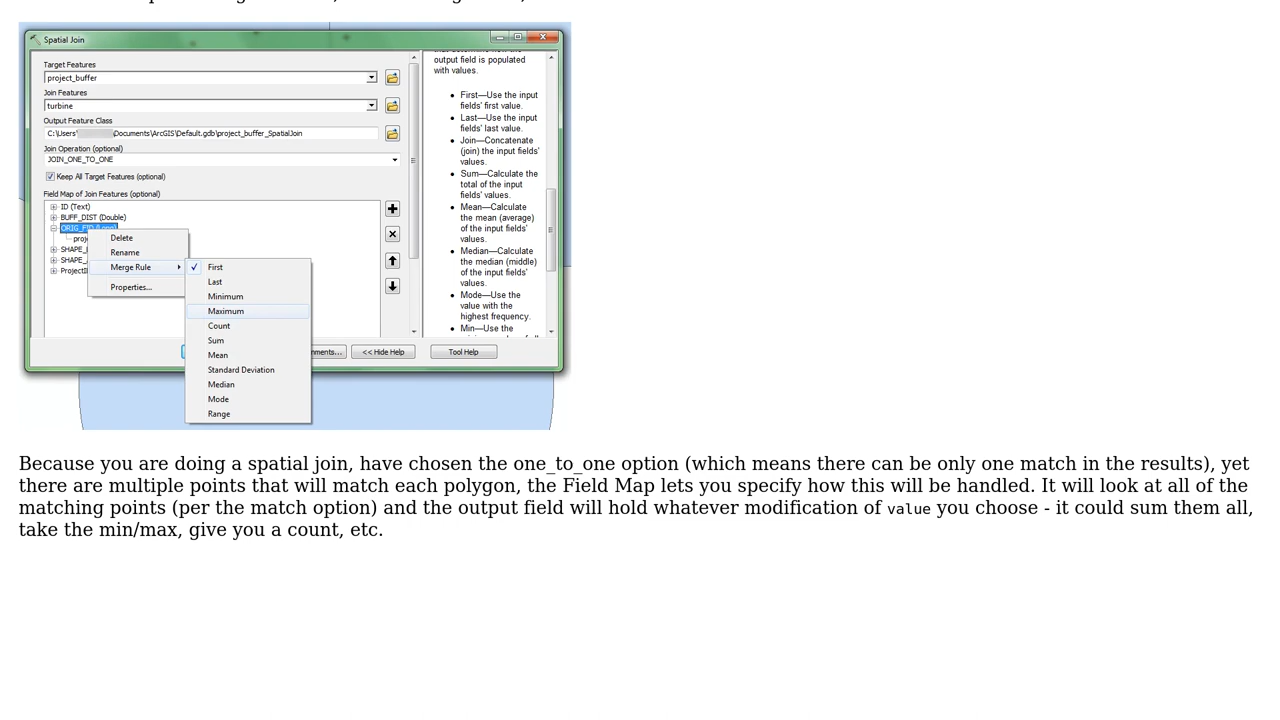 Spatial Join
Target Features
project_buffer
Join Features
turbine
Output Feature Class
C:\Users\ \Documents\ArcGIS\Default.gdb\project_buffer_SpatialJoin
Join Operation (optional)
JOIN_ONE_TO_ONE
Keep All Target Features (optional)
Field Map of Join Features (optional)
ID (Text)
BUFF_DIST (Double)
ORIG_FID (Long)
proj
SHAPE_
SHAPE_
ProjectI
Delete
Rename
Merge Rule
Properties...
First
Last
Minimum
Maximum
Count
Sum
Mean
Standard Deviation
Median
Mode
Range
nments...
<< Hide Help
Tool Help
output field is populated
with values.
First—Use the input
fields' first value.
Last—Use the input
fields' last value.
Join—Concatenate
(join) the input fields'
values.
Sum—Calculate the
total of the input
fields' values.
Mean—Calculate
the mean (average)
of the input fields'
values.
Median—Calculate
the median (middle)
of the input fields'
values.
Mode—Use the
value with the
highest frequency.
Min—Use the
Because you are doing a spatial join, have chosen the one_to_one option (which means there can be only one match in the results), yet
there are multiple points that will match each polygon, the Field Map lets you specify how this will be handled. It will look at all of the
matching points (per the match option) and the output field will hold whatever modification of value you choose - it could sum them all,
take the min/max, give you a count, etc.